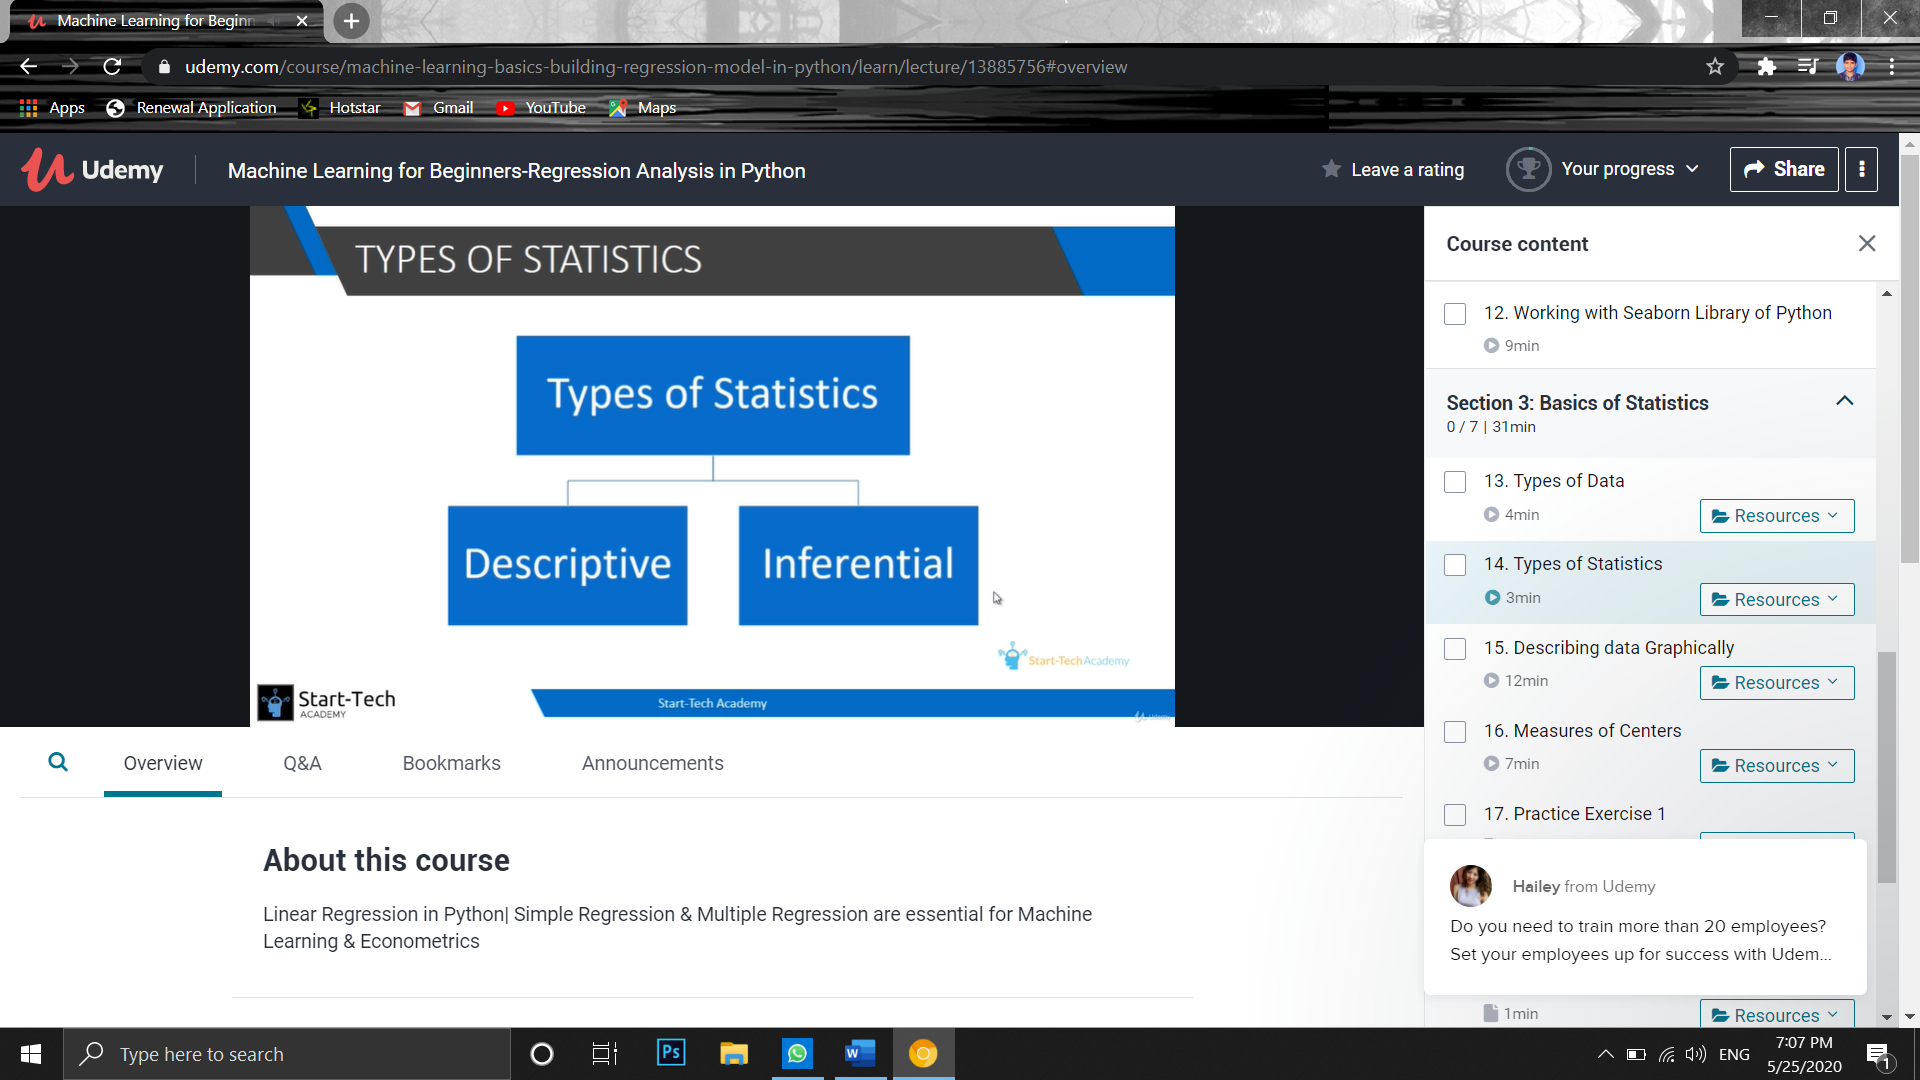 Machine Learning for Beginn
udemy.com/course/machine-learning-basics-building-regression-model-in-python/learn/lecture/13885756#overview
Apps Renewal Application Hotstar Gmail YouTube Maps
Udemy Machine Learning for Beginners-Regression Analysis in Python Leave a rating Your progress Share
TYPES OF STATISTICS
Types of Statistics
Descriptive Inferential
Start-Tech Academy
Start-Tech
ACADEMY
Start-Tech Academy
Udemy
Course content
12. Working with Seaborn Library of Python
9min
Section 3: Basics of Statistics
0 / 7 | 31min
13. Types of Data
4min Resources
14. Types of Statistics
3min Resources
15. Describing data Graphically
12min Resources
16. Measures of Centers
7min Resources
17. Practice Exercise 1
Hailey from Udemy
Do you need to train more than 20 employees?
Set your employees up for success with Udem...
1min Resources
Overview Q&A Bookmarks Announcements
About this course
Linear Regression in Python| Simple Regression & Multiple Regression are essential for Machine
Learning & Econometrics
Type here to search
Ps
W
ENG
7:07 PM
5/25/2020
1